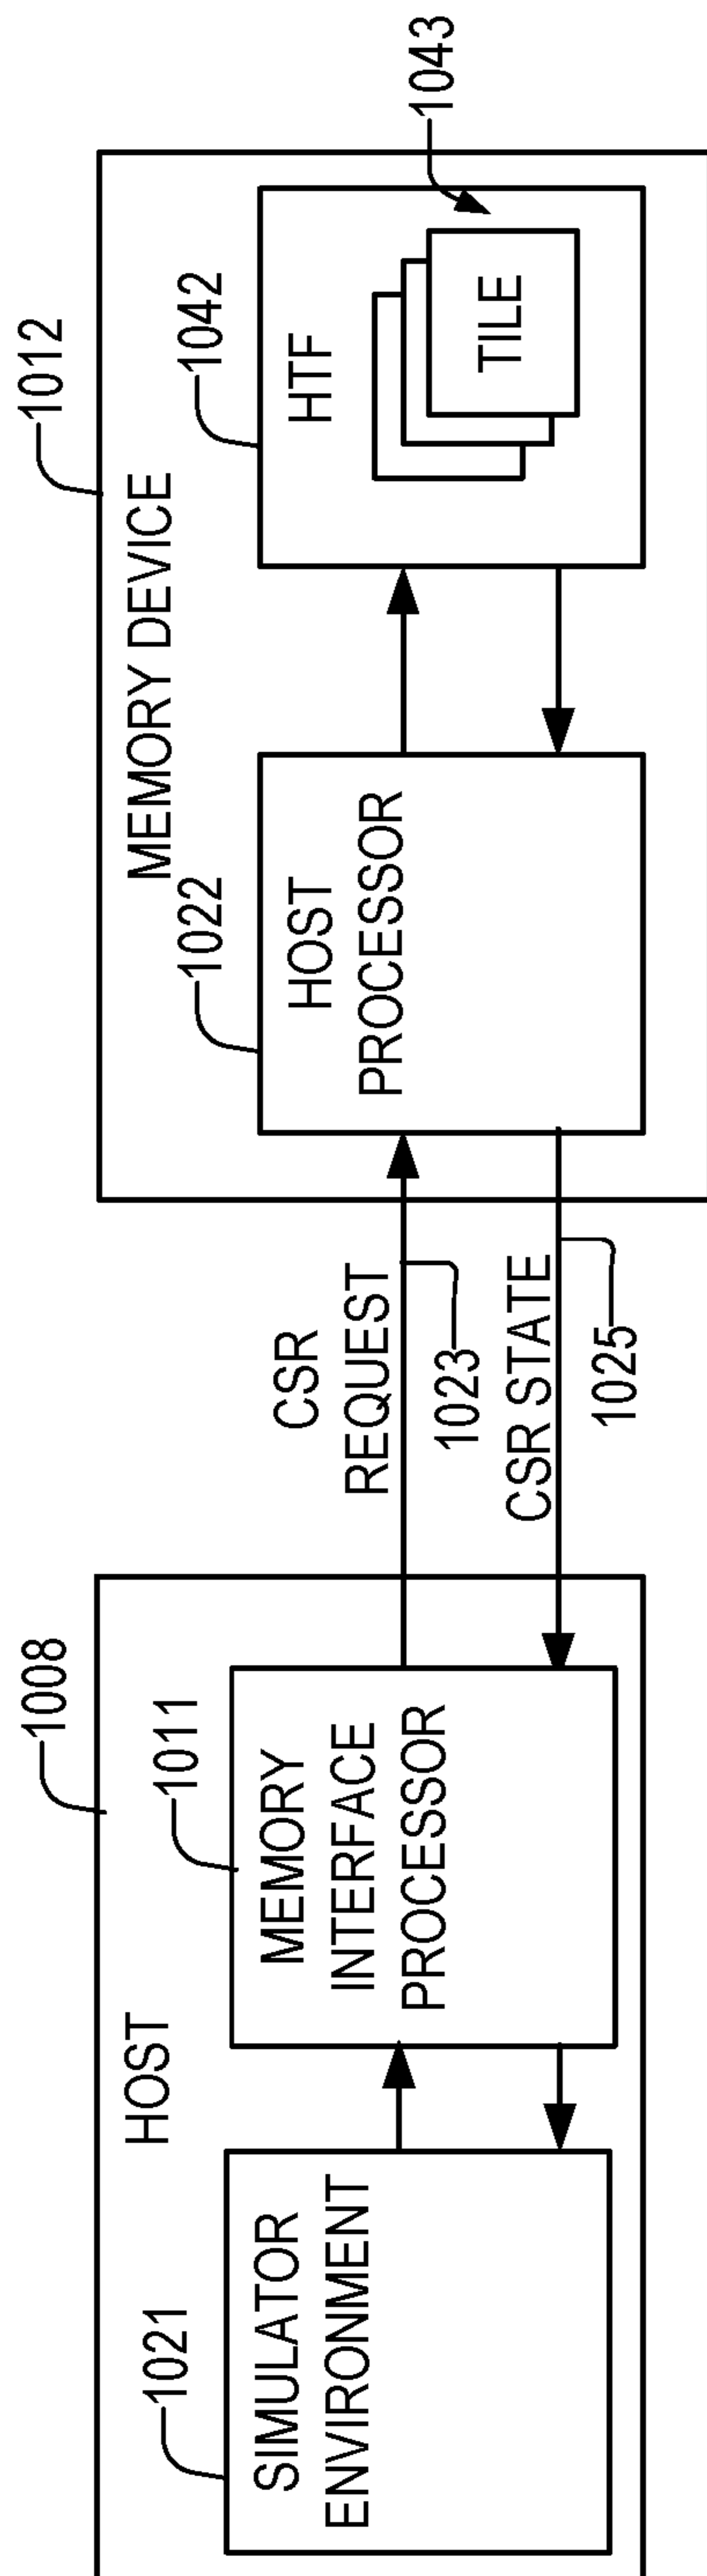 1008
HOST
1021
SIMULATOR
ENVIRONMENT
1011
MEMORY
INTERFACE
PROCESSOR
CSR
REQUEST
1023
CSR STATE
1025
1012
MEMORY DEVICE
1022
HOST
PROCESSOR
1042
HTF
TILE
1043